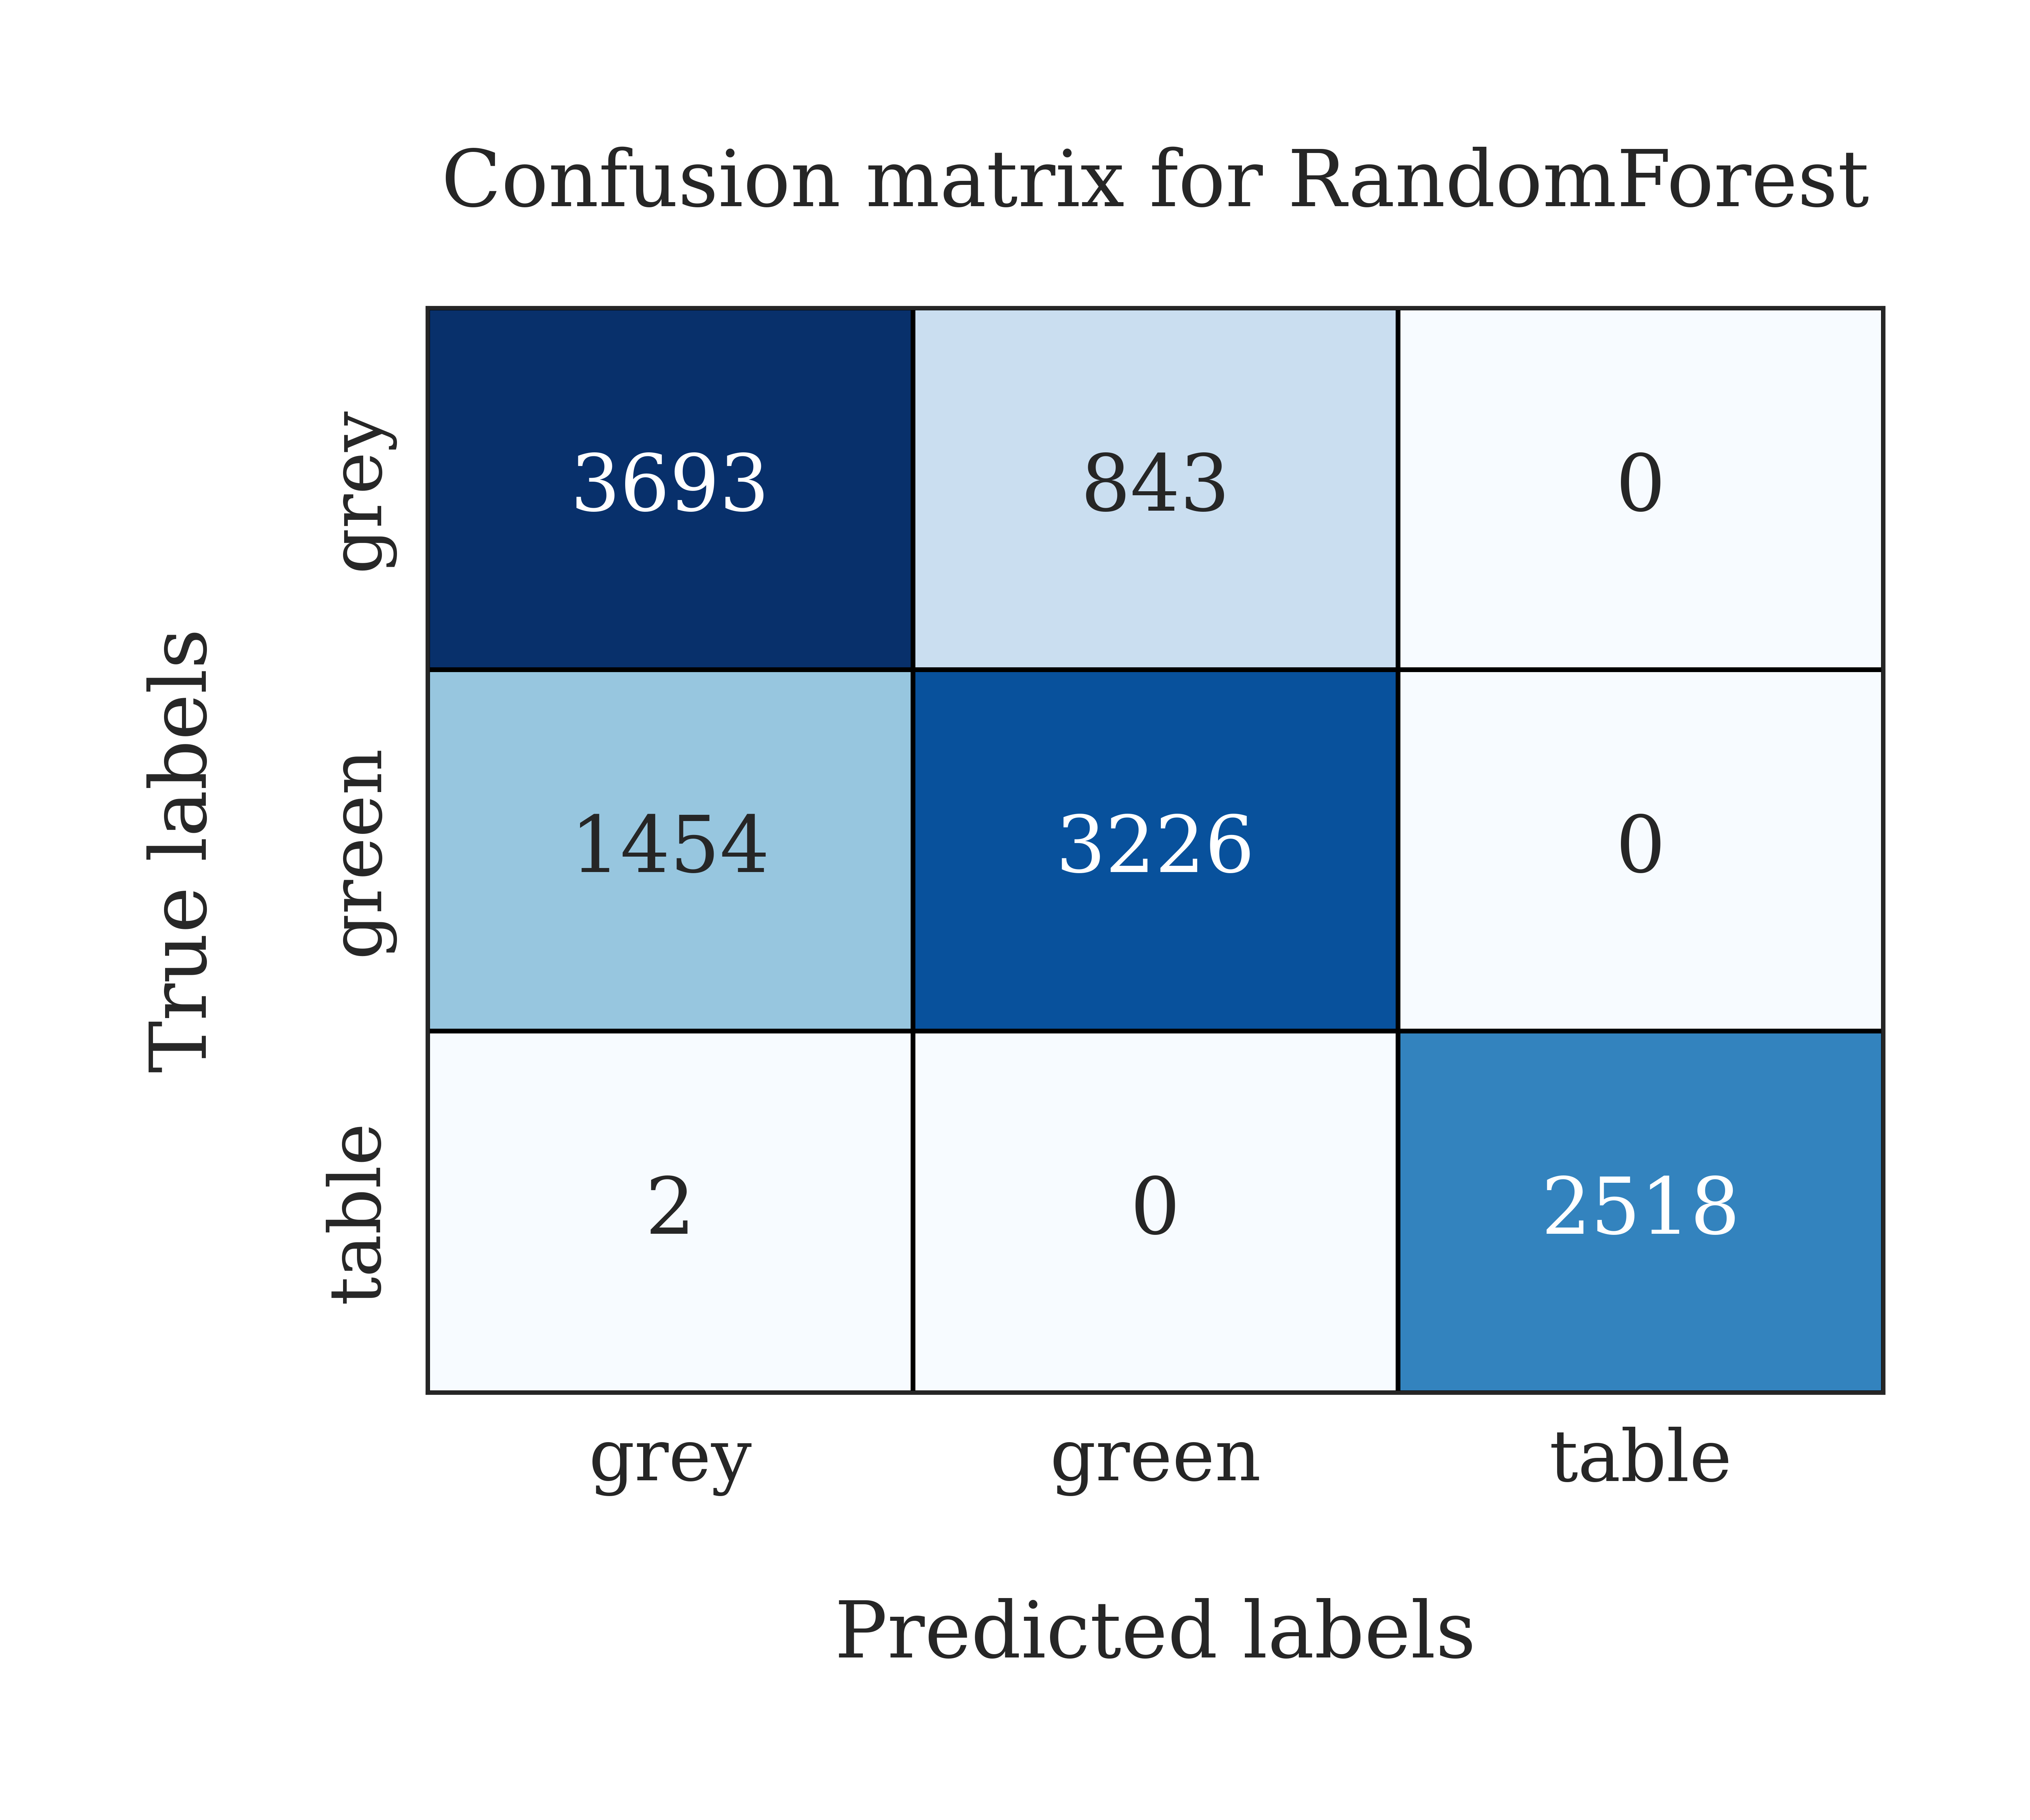 Confusion matrix for RandomForest
True labels
grey
3693 843 0
green
1454 3226 0
table
2 0 2518
grey green table
Predicted labels